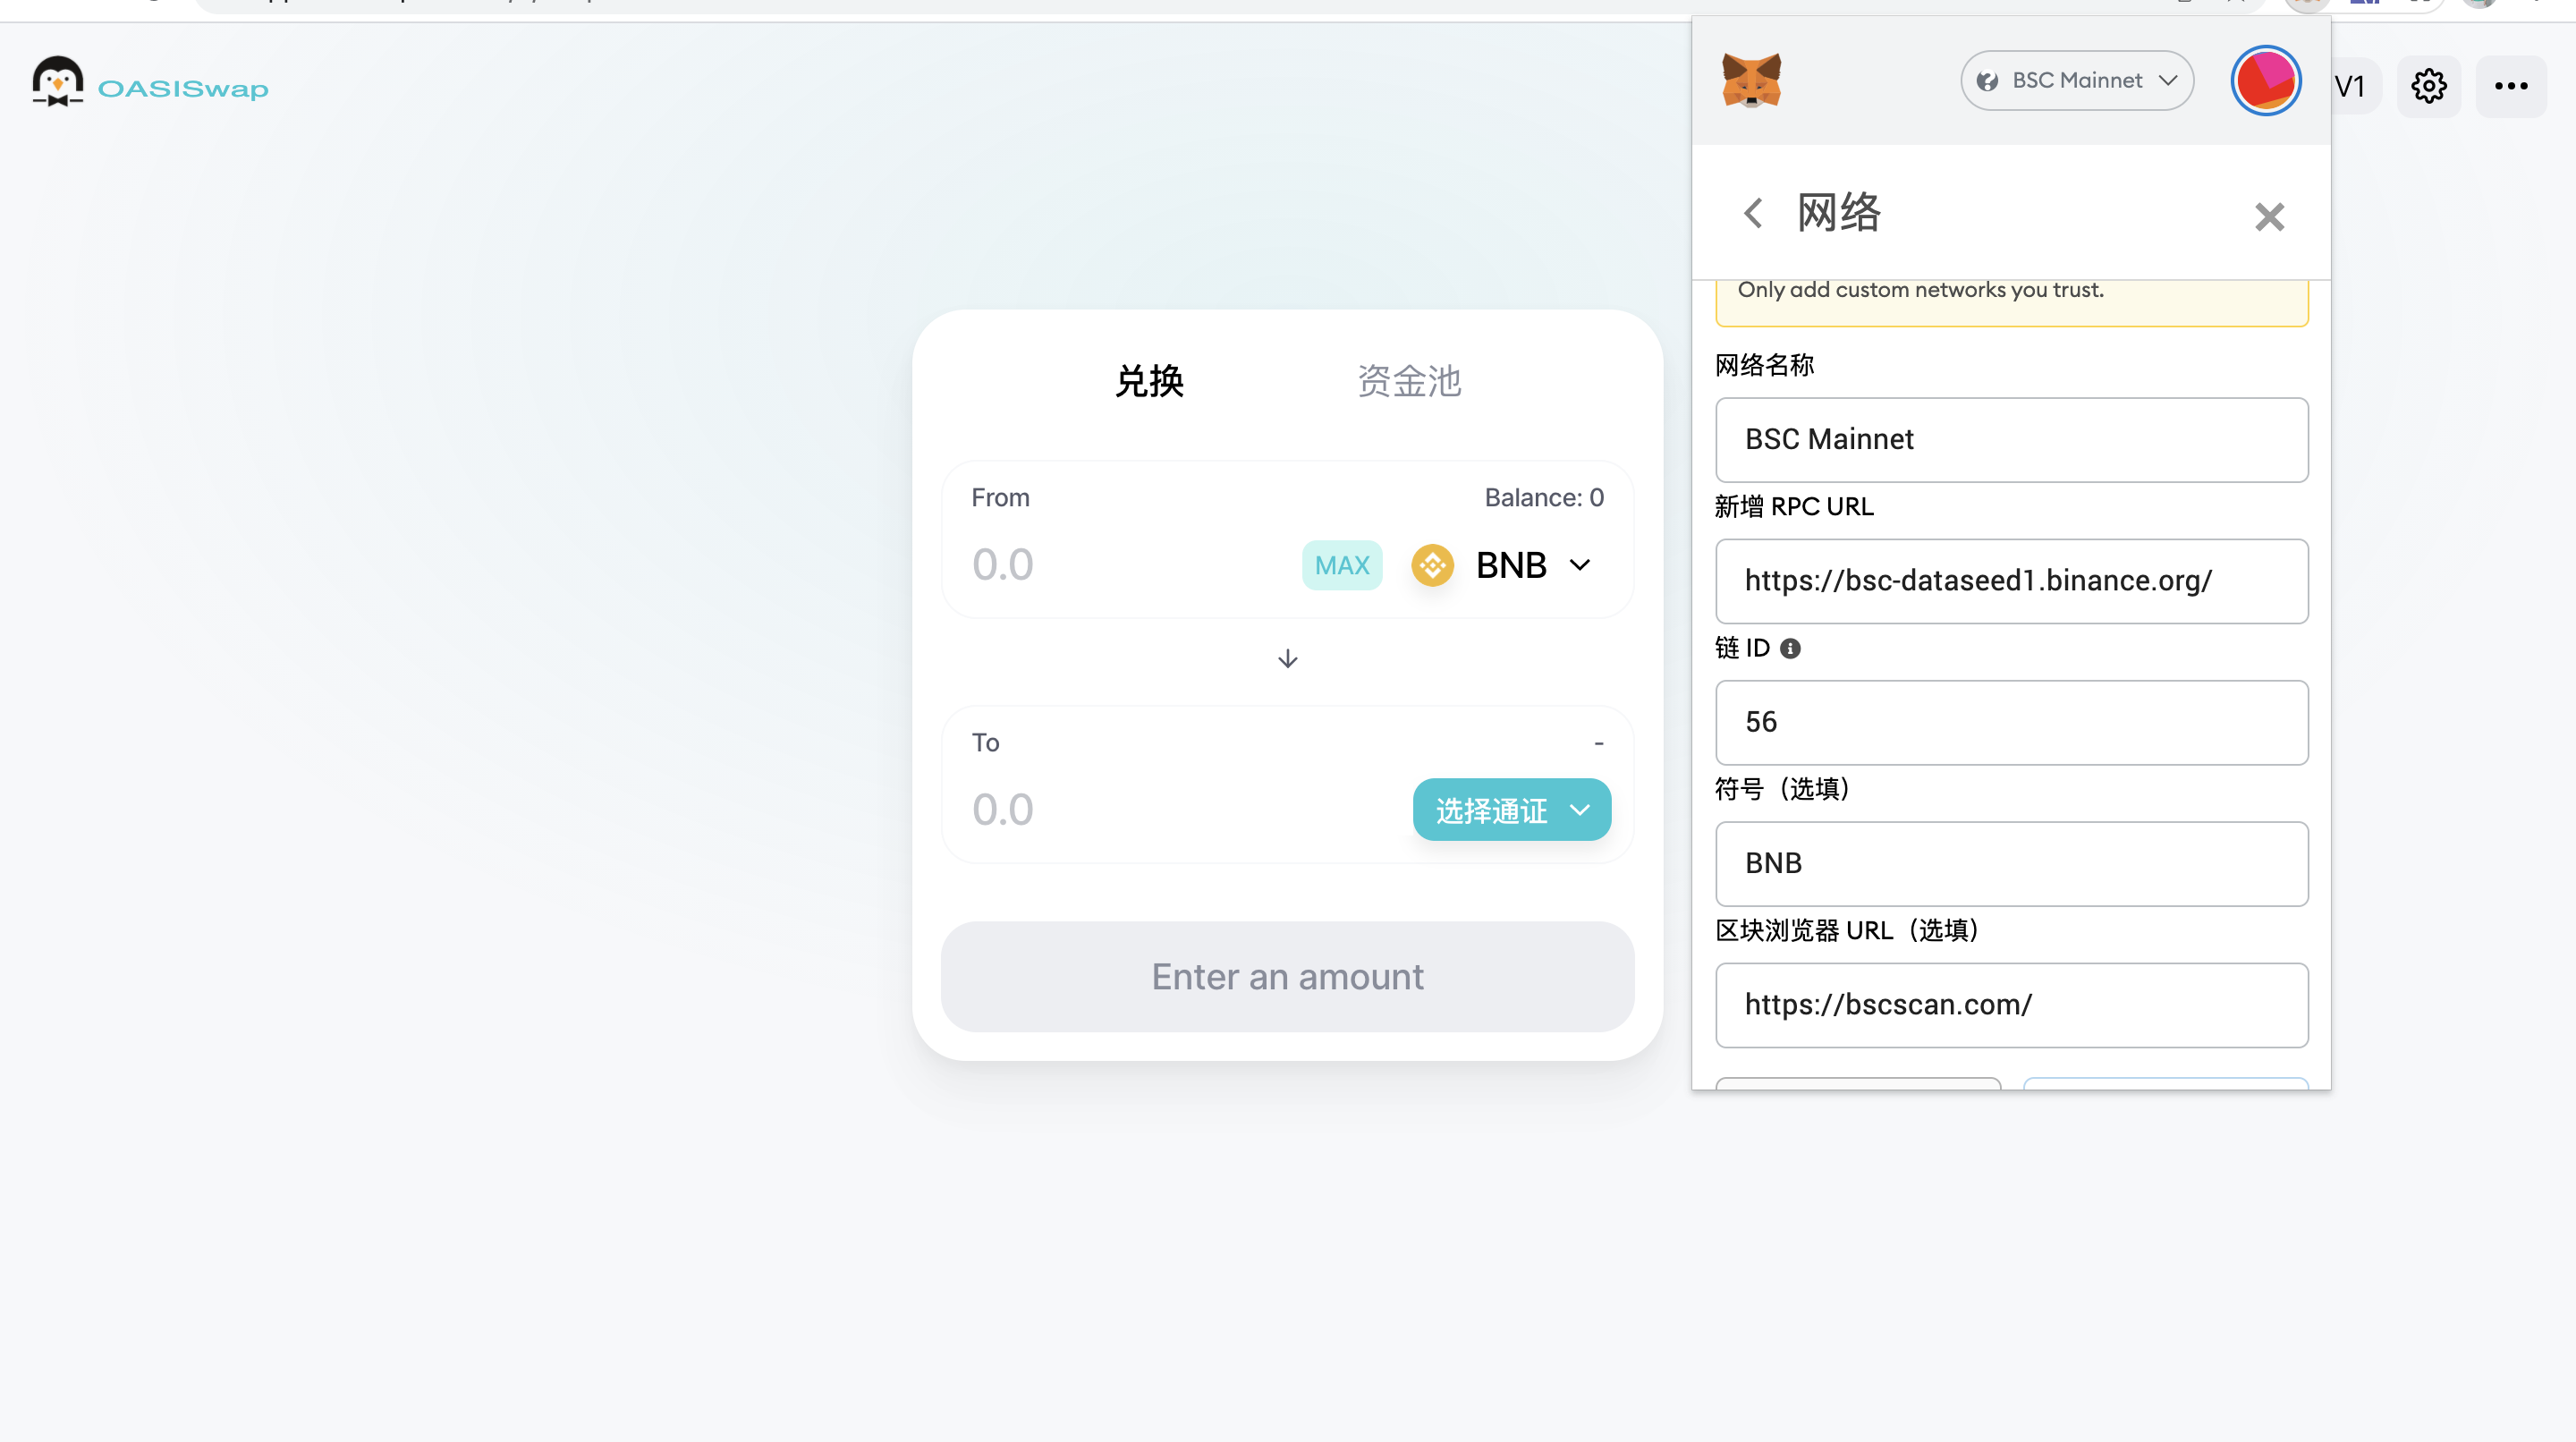 OASISwap
兑换
资金池
From
Balance: 0
0.0
MAX
BNB
To
-
0.0
选择通证
Enter an amount
BSC Mainnet
V1
网络
Only add custom networks you trust.
网络名称
BSC Mainnet
新增 RPC URL
https://bsc-dataseed1.binance.org/
链 ID
56
符号（选填）
BNB
区块浏览器 URL（选填）
https://bscscan.com/